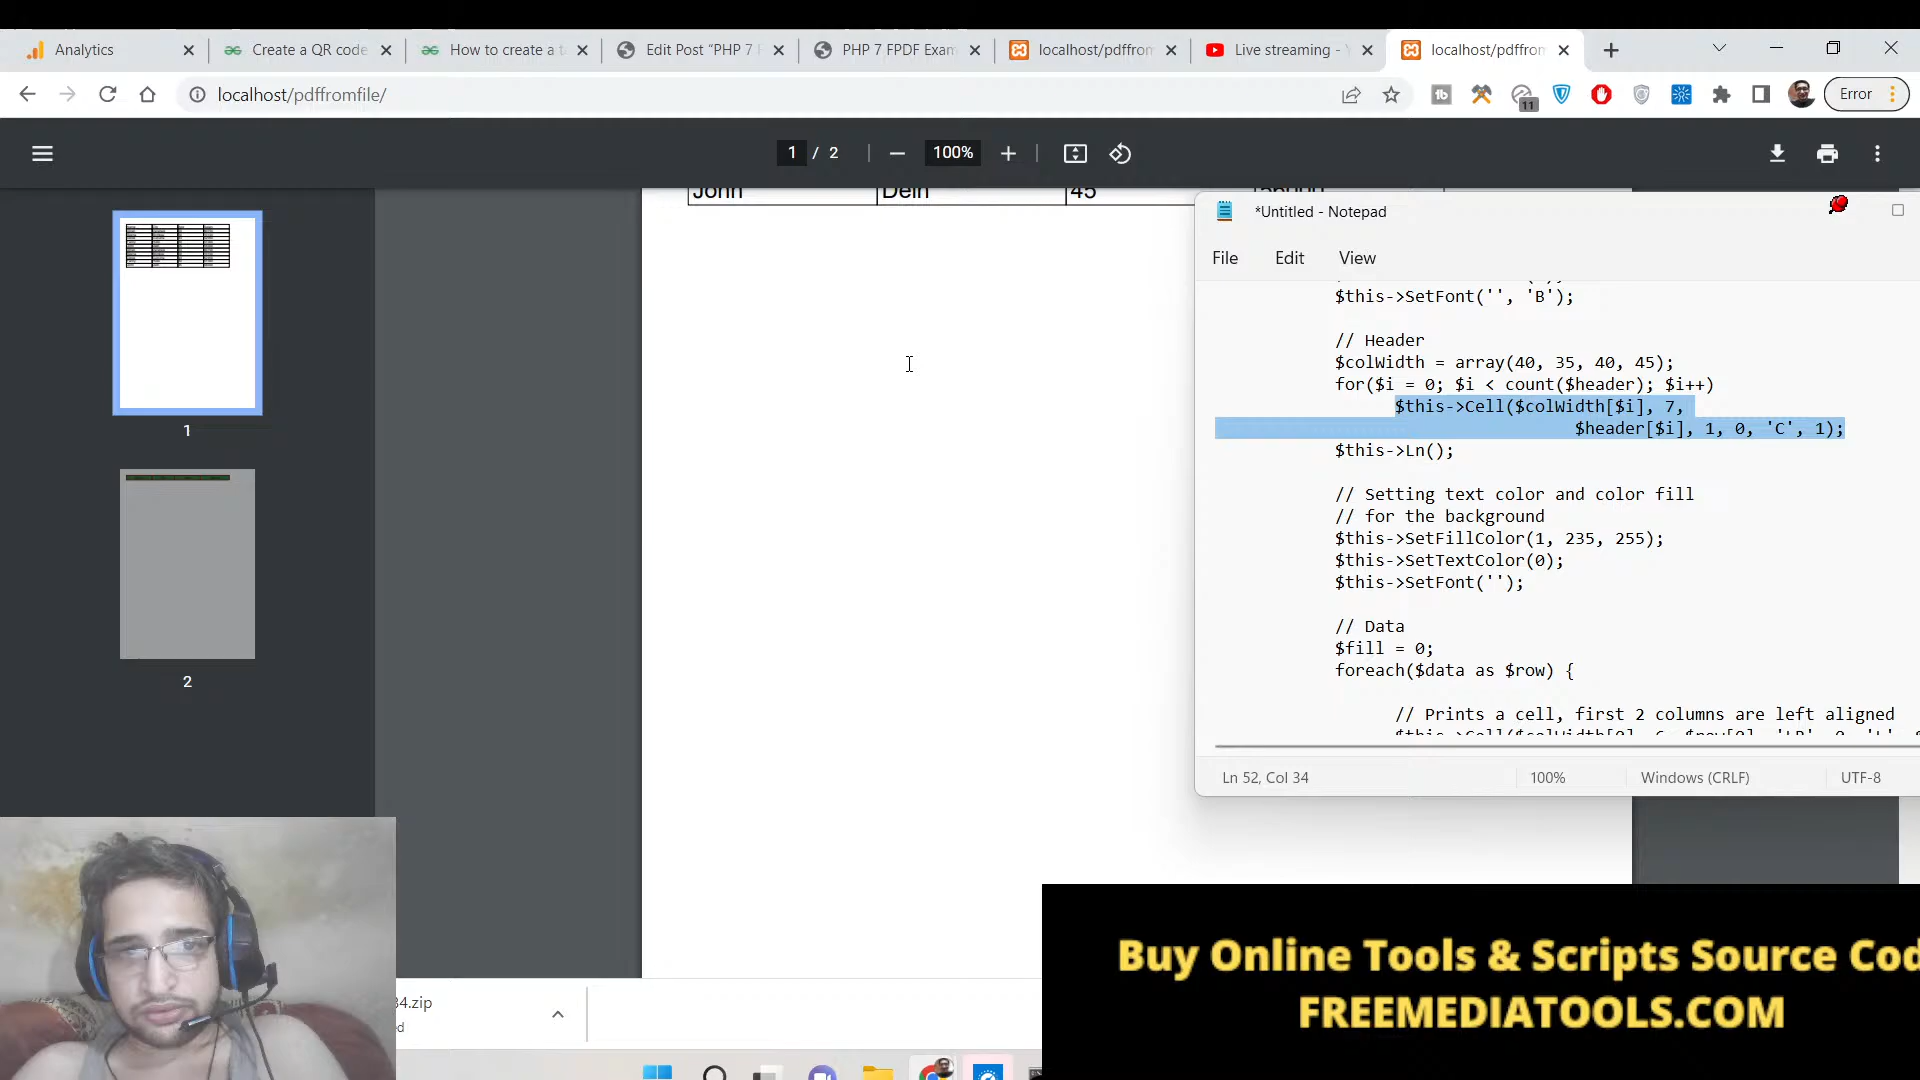 Analytics
Create a QR code
How to create a ta
Edit Post “PHP 7 F
PHP 7 FPDF Exam
localhost/pdffrom
Live streaming - Y
localhost/pdffrom
localhost/pdffromfile/
11
Error
1 / 2
100%
John Dein 45
*Untitled - Notepad
File Edit View
$this->SetFont('', 'B');
// Header
$colWidth = array(40, 35, 40, 45);
for($i = 0; $i < count($header); $i++)
$this->Cell($colWidth[$i], 7,
$header[$i], 1, 0, 'C', 1);
$this->Ln();
// Setting text color and color fill
// for the background
$this->SetFillColor(1, 235, 255);
$this->SetTextColor(0);
$this->SetFont('');
// Data
$fill = 0;
foreach($data as $row) {
// Prints a cell, first 2 columns are left aligned
Ln 52, Col 34
100%
Windows (CRLF)
UTF-8
1
2
34.zip
ed
Buy Online Tools & Scripts Source Cod
FREEMEDIATOOLS.COM